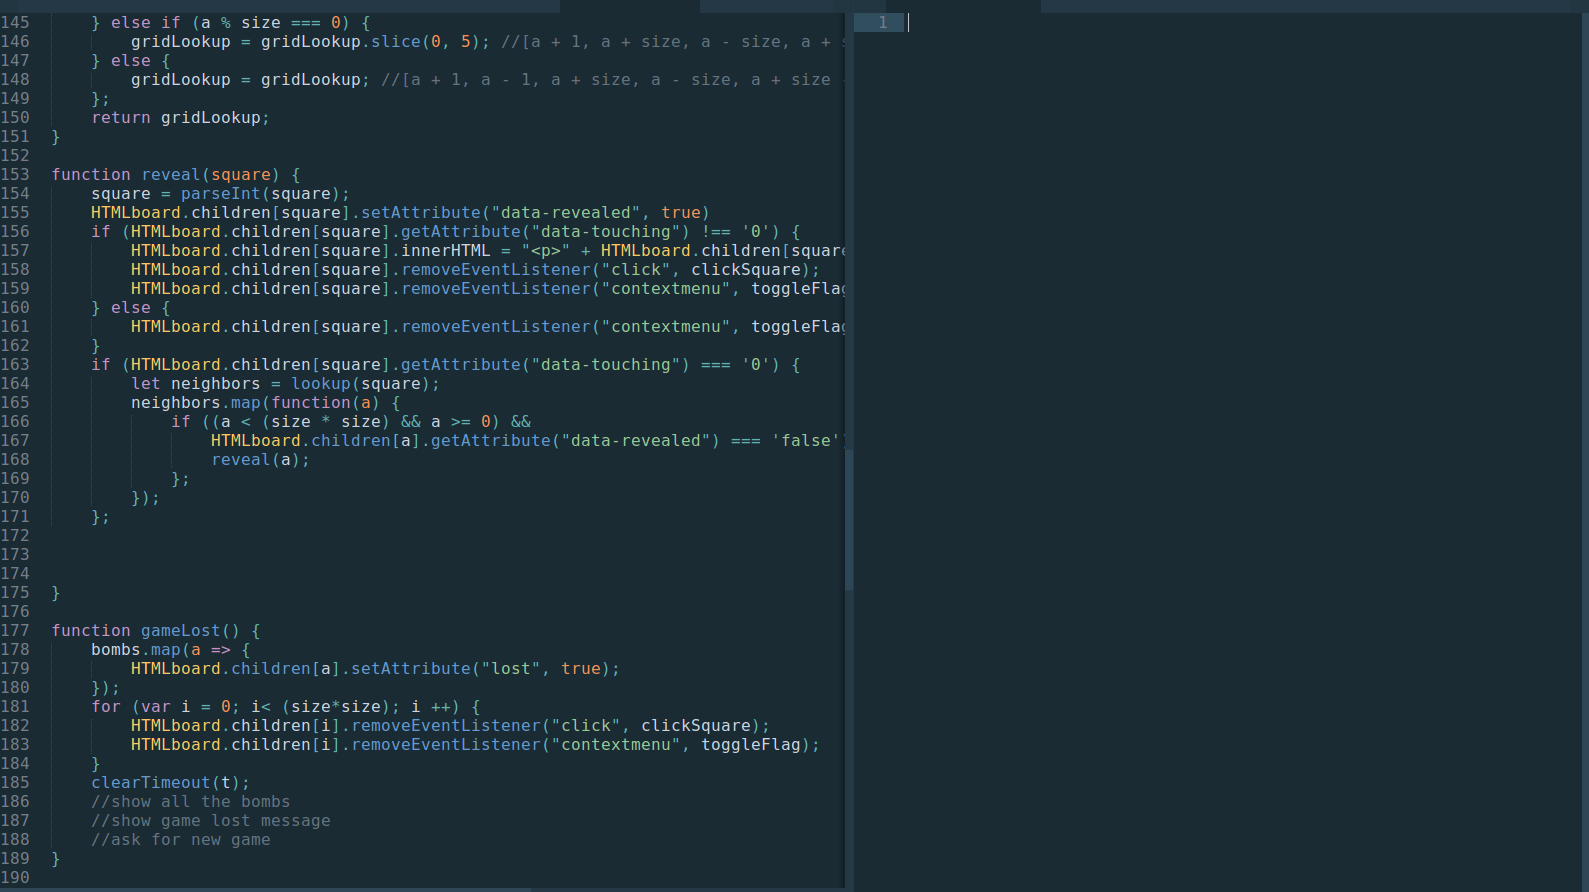 145 } else if (a % size === 0) {
146 gridLookup = gridLookup.slice(0, 5); //[a + 1, a + size, a - size, a +
147 } else {
148 gridLookup = gridLookup; //[a + 1, a - 1, a + size, a - size, a + size
149 };
150 return gridLookup;
151 }
152
153 function reveal(square) {
154 square = parseInt(square);
155 HTMLboard.children[square].setAttribute("data-revealed", true)
156 if (HTMLboard.children[square].getAttribute("data-touching") !== '0') {
157 HTMLboard.children[square].innerHTML = "<p>" + HTMLboard.children[square
158 HTMLboard.children[square].removeEventListener("click", clickSquare);
159 HTMLboard.children[square].removeEventListener("contextmenu", toggleFlag
160 } else {
161 HTMLboard.children[square].removeEventListener("contextmenu", toggleFlag
162 }
163 if (HTMLboard.children[square].getAttribute("data-touching") === '0') {
164 let neighbors = lookup(square);
165 neighbors.map(function(a) {
166 if ((a < (size * size) && a >= 0) &&
167 HTMLboard.children[a].getAttribute("data-revealed") === 'false')
168 reveal(a);
169 };
170 });
171 };
172
173
174
175 }
176
177 function gameLost() {
178 bombs.map(a => {
179 HTMLboard.children[a].setAttribute("lost", true);
180 });
181 for (var i = 0; i< (size*size); i ++) {
182 HTMLboard.children[i].removeEventListener("click", clickSquare);
183 HTMLboard.children[i].removeEventListener("contextmenu", toggleFlag);
184 }
185 clearTimeout(t);
186 //show all the bombs
187 //show game lost message
188 //ask for new game
189 }
190
1